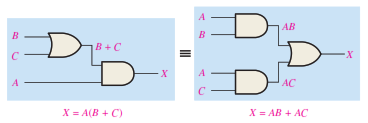 B
C
B + C
A
X
X = A(B + C)
≡
A
B
AB
X
A
C
AC
X = AB + AC